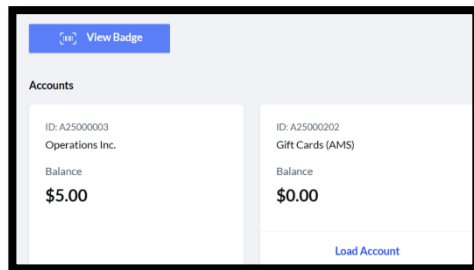 View Badge
Accounts
ID: A25000003
Operations Inc.
Balance
$5.00
ID: A25000202
Gift Cards (AMS)
Balance
$0.00
Load Account